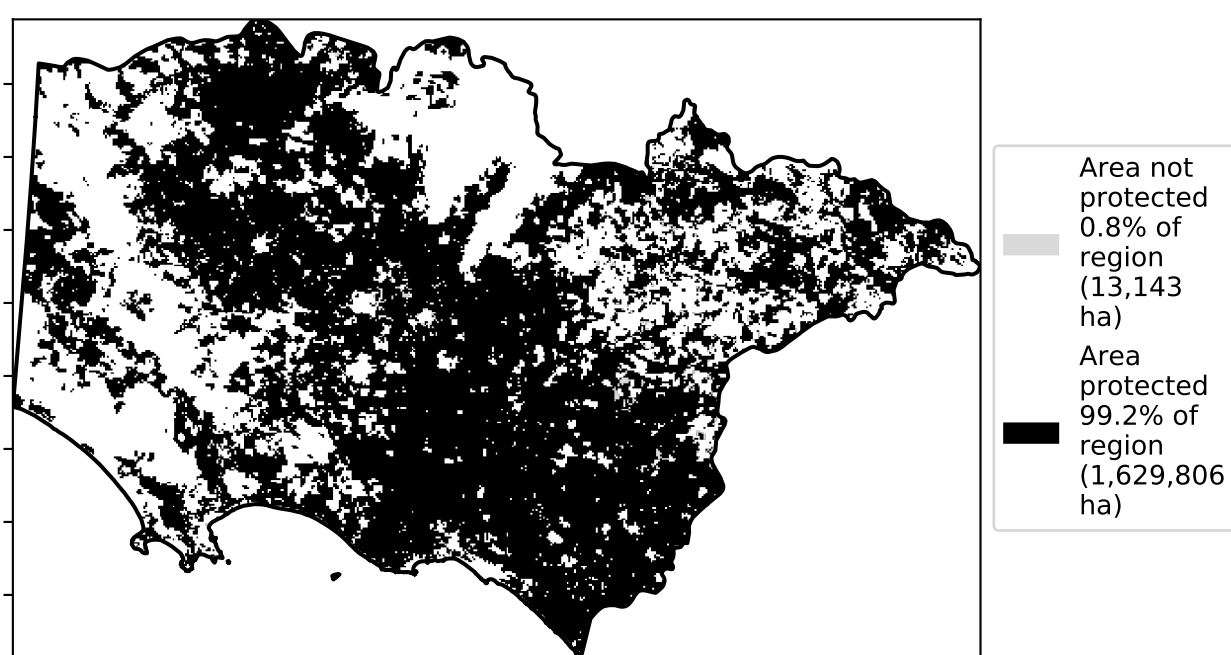 Area not
protected
0.8% of
region
(13,143
ha)
Area
protected
99.2% of
region
(1,629,806
ha)